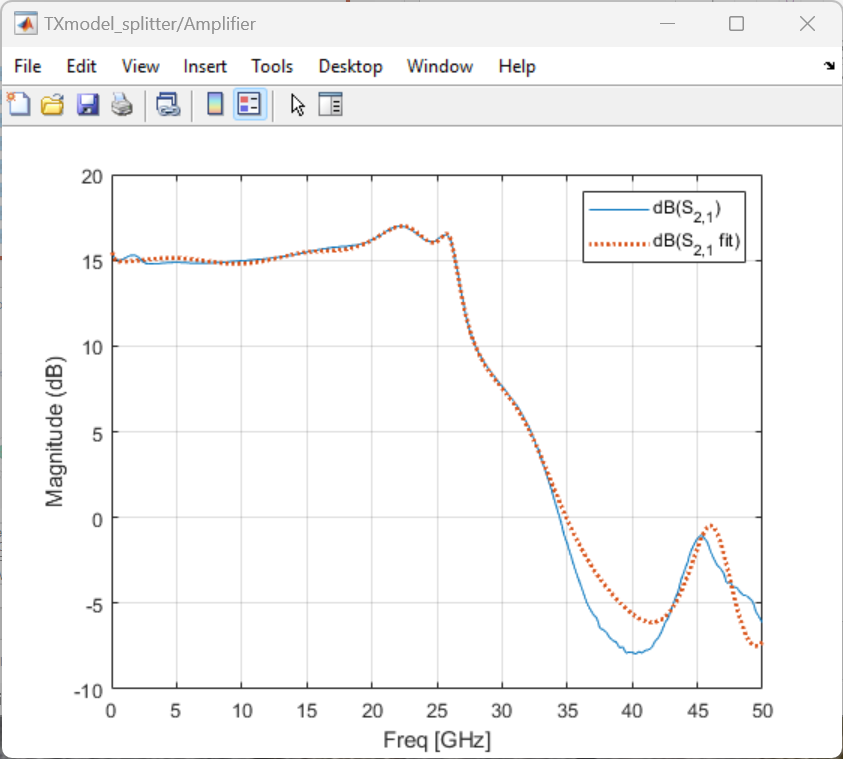 TXmodel_splitter/Amplifier
File Edit View Insert Tools Desktop Window Help
20
15
10
5
0
-5
-10
Magnitude (dB)
dB(S2,1)
dB(S2,1 fit)
0 5 10 15 20 25 30 35 40 45 50
Freq [GHz]